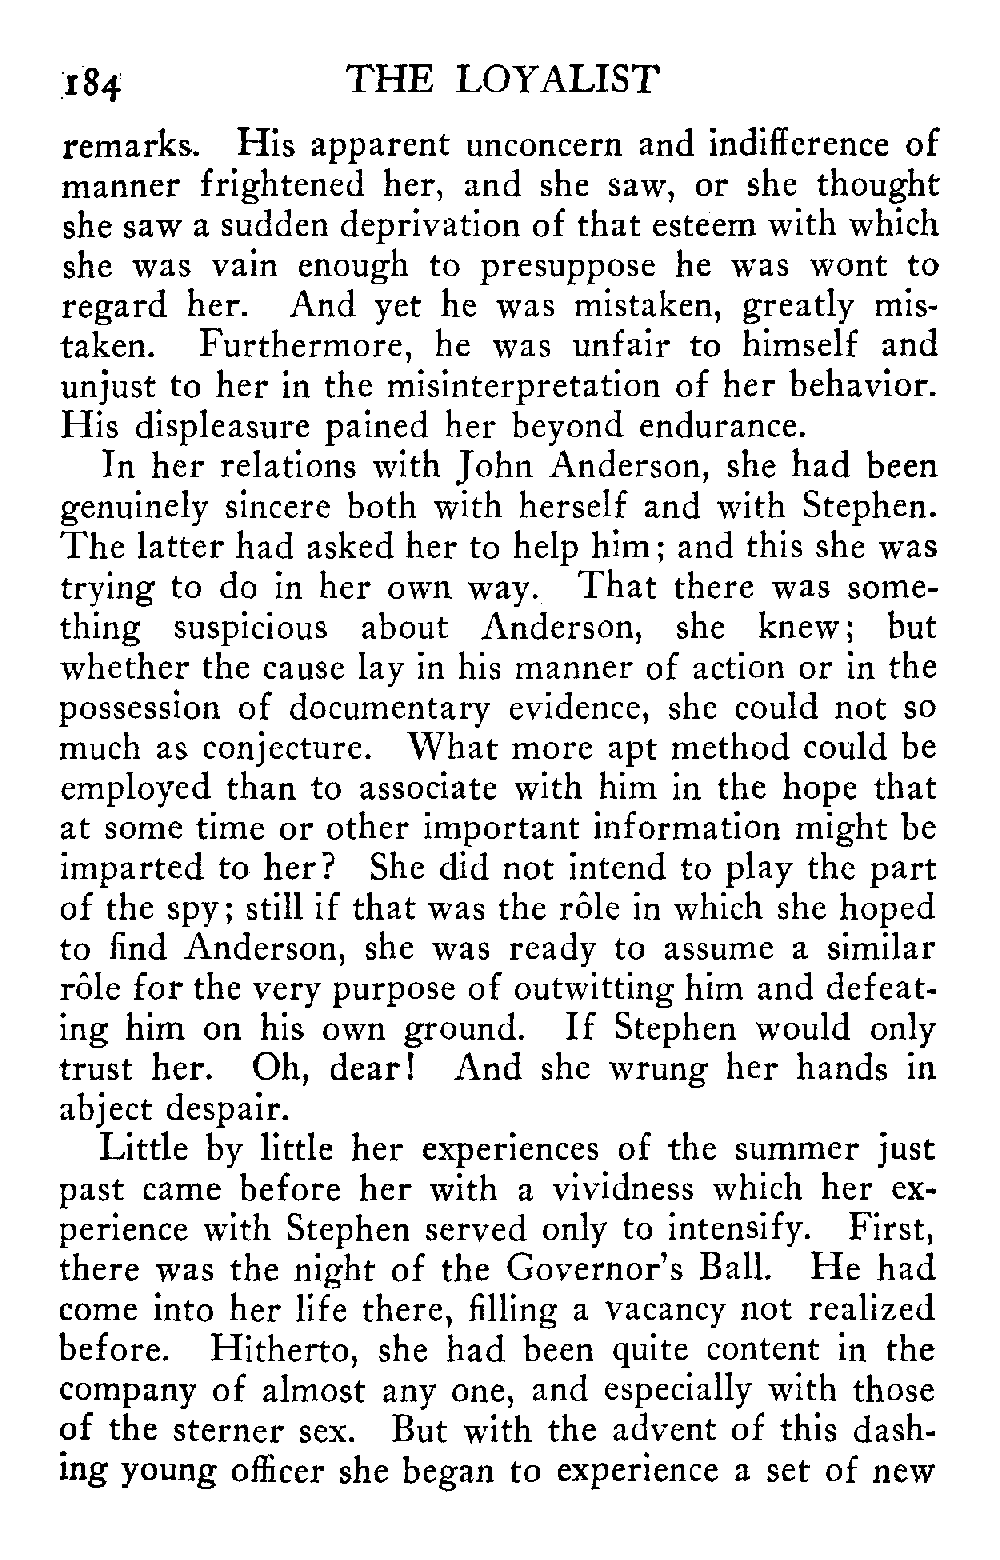 184 THE LOYALIST
remarks. His apparent unconcern and indifference of
manner frightened her, and she saw, or she thought
she saw a sudden deprivation of that esteem with which
she was vain enough to presuppose he was wont to
regard her. And yet he was mistaken, greatly mis-
taken. Furthermore, he was unfair to himself and
unjust to her in the misinterpretation of her behavior.
His displeasure pained her beyond endurance.
In her relations with John Anderson, she had been
genuinely sincere both with herself and with Stephen.
The latter had asked her to help him; and this she was
trying to do in her own way. That there was some-
thing suspicious about Anderson, she knew; but
whether the cause lay in his manner of action or in the
possession of documentary evidence, she could not so
much as conjecture. What more apt method could be
employed than to associate with him in the hope that
at some time or other important information might be
imparted to her? She did not intend to play the part
of the spy; still if that was the rôle in which she hoped
to find Anderson, she was ready to assume a similar
rôle for the very purpose of outwitting him and defeat-
ing him on his own ground. If Stephen would only
trust her. Oh, dear! And she wrung her hands in
abject despair.
Little by little her experiences of the summer just
past came before her with a vividness which her ex-
perience with Stephen served only to intensify. First,
there was the night of the Governor's Ball. He had
come into her life there, filling a vacancy not realized
before. Hitherto, she had been quite content in the
company of almost any one, and especially with those
of the sterner sex. But with the advent of this dash-
ing young officer she began to experience a set of new